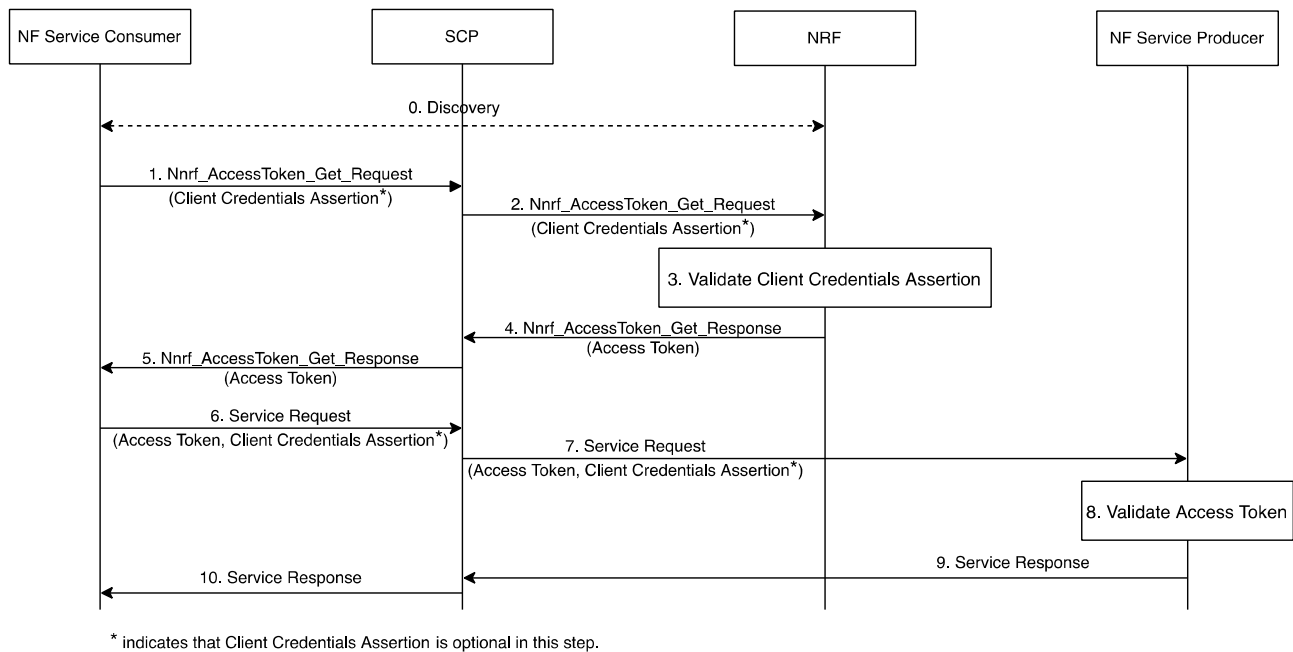 NF Service Consumer
SCP
NRF
NF Service Producer
0. Discovery
1. Nnrf_AccessToken_Get_Request
(Client Credentials Assertion*)
2. Nnrf_AccessToken_Get_Request
(Client Credentials Assertion*)
3. Validate Client Credentials Assertion
4. Nnrf_AccessToken_Get_Response
(Access Token)
5. Nnrf_AccessToken_Get_Response
(Access Token)
6. Service Request
(Access Token, Client Credentials Assertion*)
7. Service Request
(Access Token, Client Credentials Assertion*)
8. Validate Access Token
9. Service Response
10. Service Response
* indicates that Client Credentials Assertion is optional in this step.